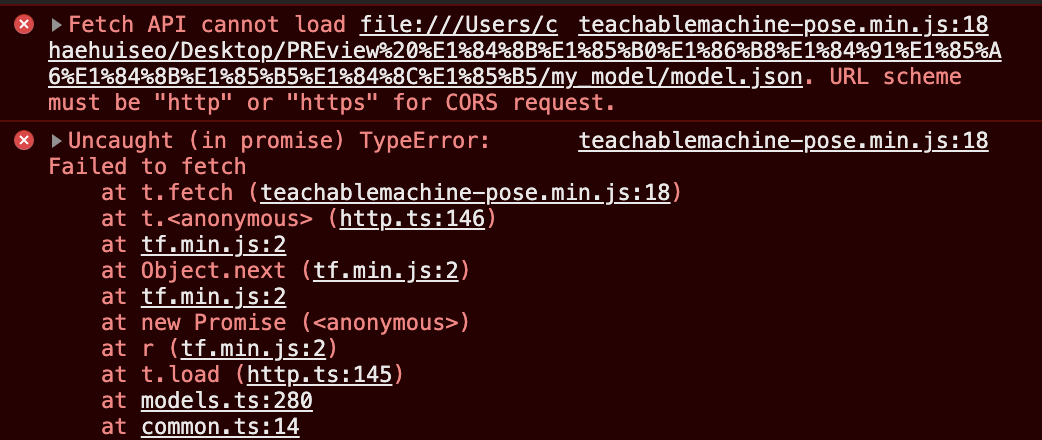 Fetch API cannot load file:///Users/c teachablemachine-pose.min.js:18
haehuiseo/Desktop/PREview%20%E1%84%8B%E1%85%B0%E1%86%B8%E1%84%91%E1%85%A
6%E1%84%8B%E1%85%B5%E1%84%8C%E1%85%B5/my_model/model.json. URL scheme
must be "http" or "https" for CORS request.
Uncaught (in promise) TypeError: teachablemachine-pose.min.js:18
Failed to fetch
at t.fetch (teachablemachine-pose.min.js:18)
at t.<anonymous> (http.ts:146)
at tf.min.js:2
at Object.next (tf.min.js:2)
at tf.min.js:2
at new Promise (<anonymous>)
at r (tf.min.js:2)
at t.load (http.ts:145)
at models.ts:280
at common.ts:14